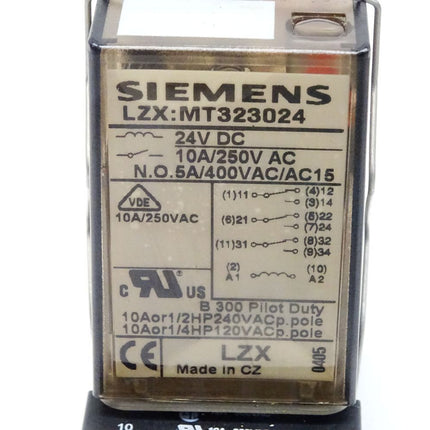 SIEMENS
LZX:MT323024
24V DC
10A/250V AC
N.O.5A/400VAC/AC15
VDE
10A/250VAC
(1)11 (4)12
(3)14
(6)21 (5)22
(7)24
(11)31 (8)32
(9)34
(2) (10)
A1 A2
C RU US
B 300 Pilot Duty
10Aor1/2HP240VACp.pole
10Aor1/4HP120VACp.pole
CE LZX 0405
Made in CZ
10